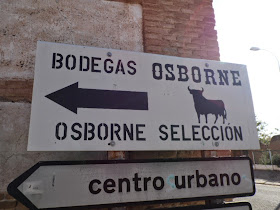 BODEGAS OSBORNE
OSBORNE SELECCIÓN
centro urbano